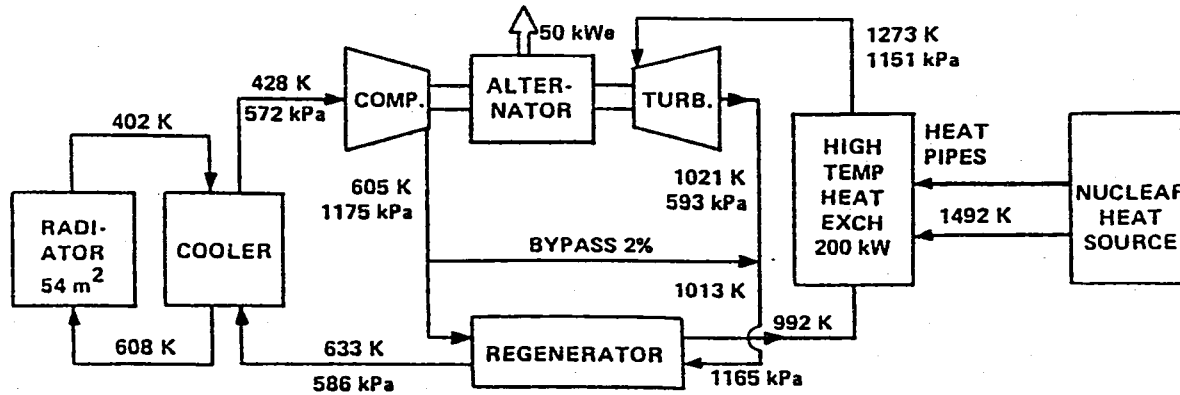 50 kWe
1273 K
1151 kPa
428 K
572 kPa
COMP.
ALTER-
NATOR
TURB.
402 K
HIGH
TEMP
HEAT
EXCH
200 kW
HEAT
PIPES
1492 K
NUCLEAR
HEAT
SOURCE
605 K
1175 kPa
1021 K
593 kPa
RADI-
ATOR
54 m²
COOLER
BYPASS 2%
1013 K
992 K
608 K
633 K
586 kPa
REGENERATOR
1165 kPa